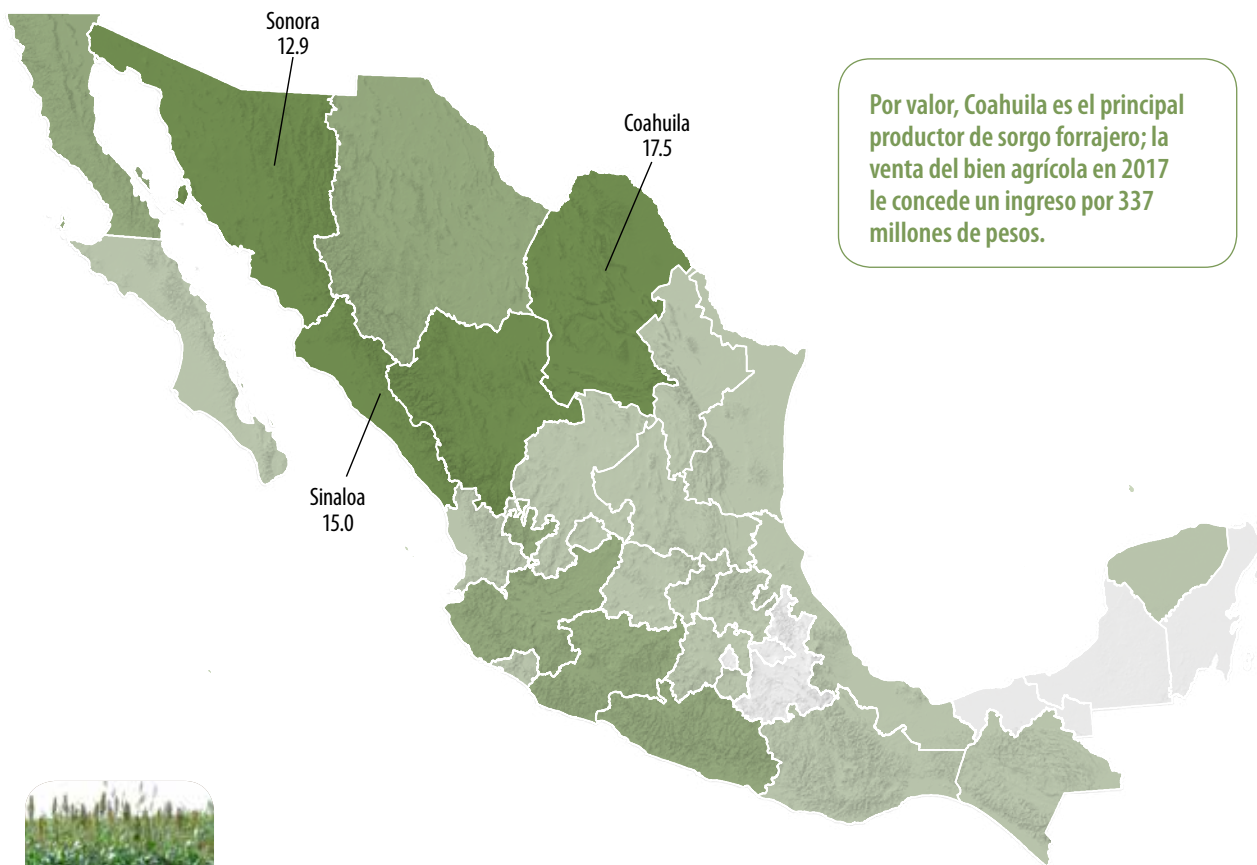 Sonora
12.9
Coahuila
17.5
Por valor, Coahuila es el principal
productor de sorgo forrajero; la
venta del bien agrícola en 2017
le concede un ingreso por 337
millones de pesos.
Sinaloa
15.0